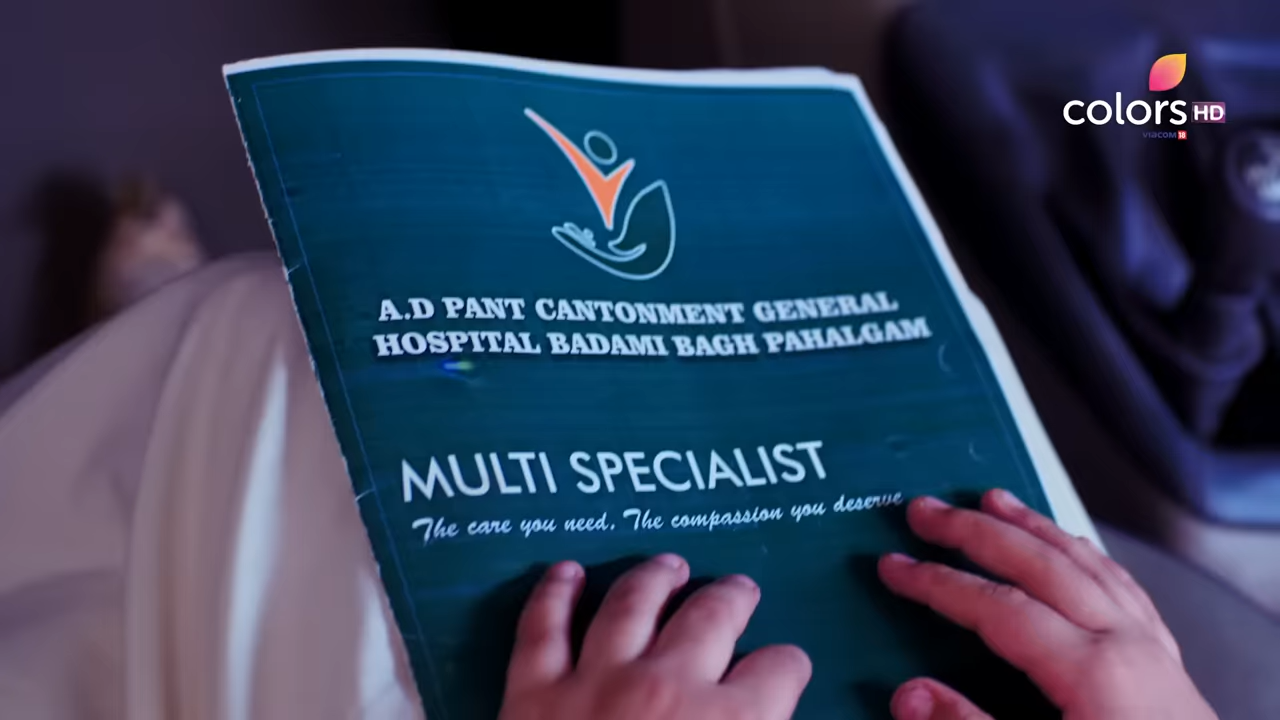 colors HD
VIACOM 18
A.D PANT CANTONMENT GENERAL
HOSPITAL BADAMI BAGH PAHALGAM
MULTI SPECIALIST
The care you need. The compassion you deserve